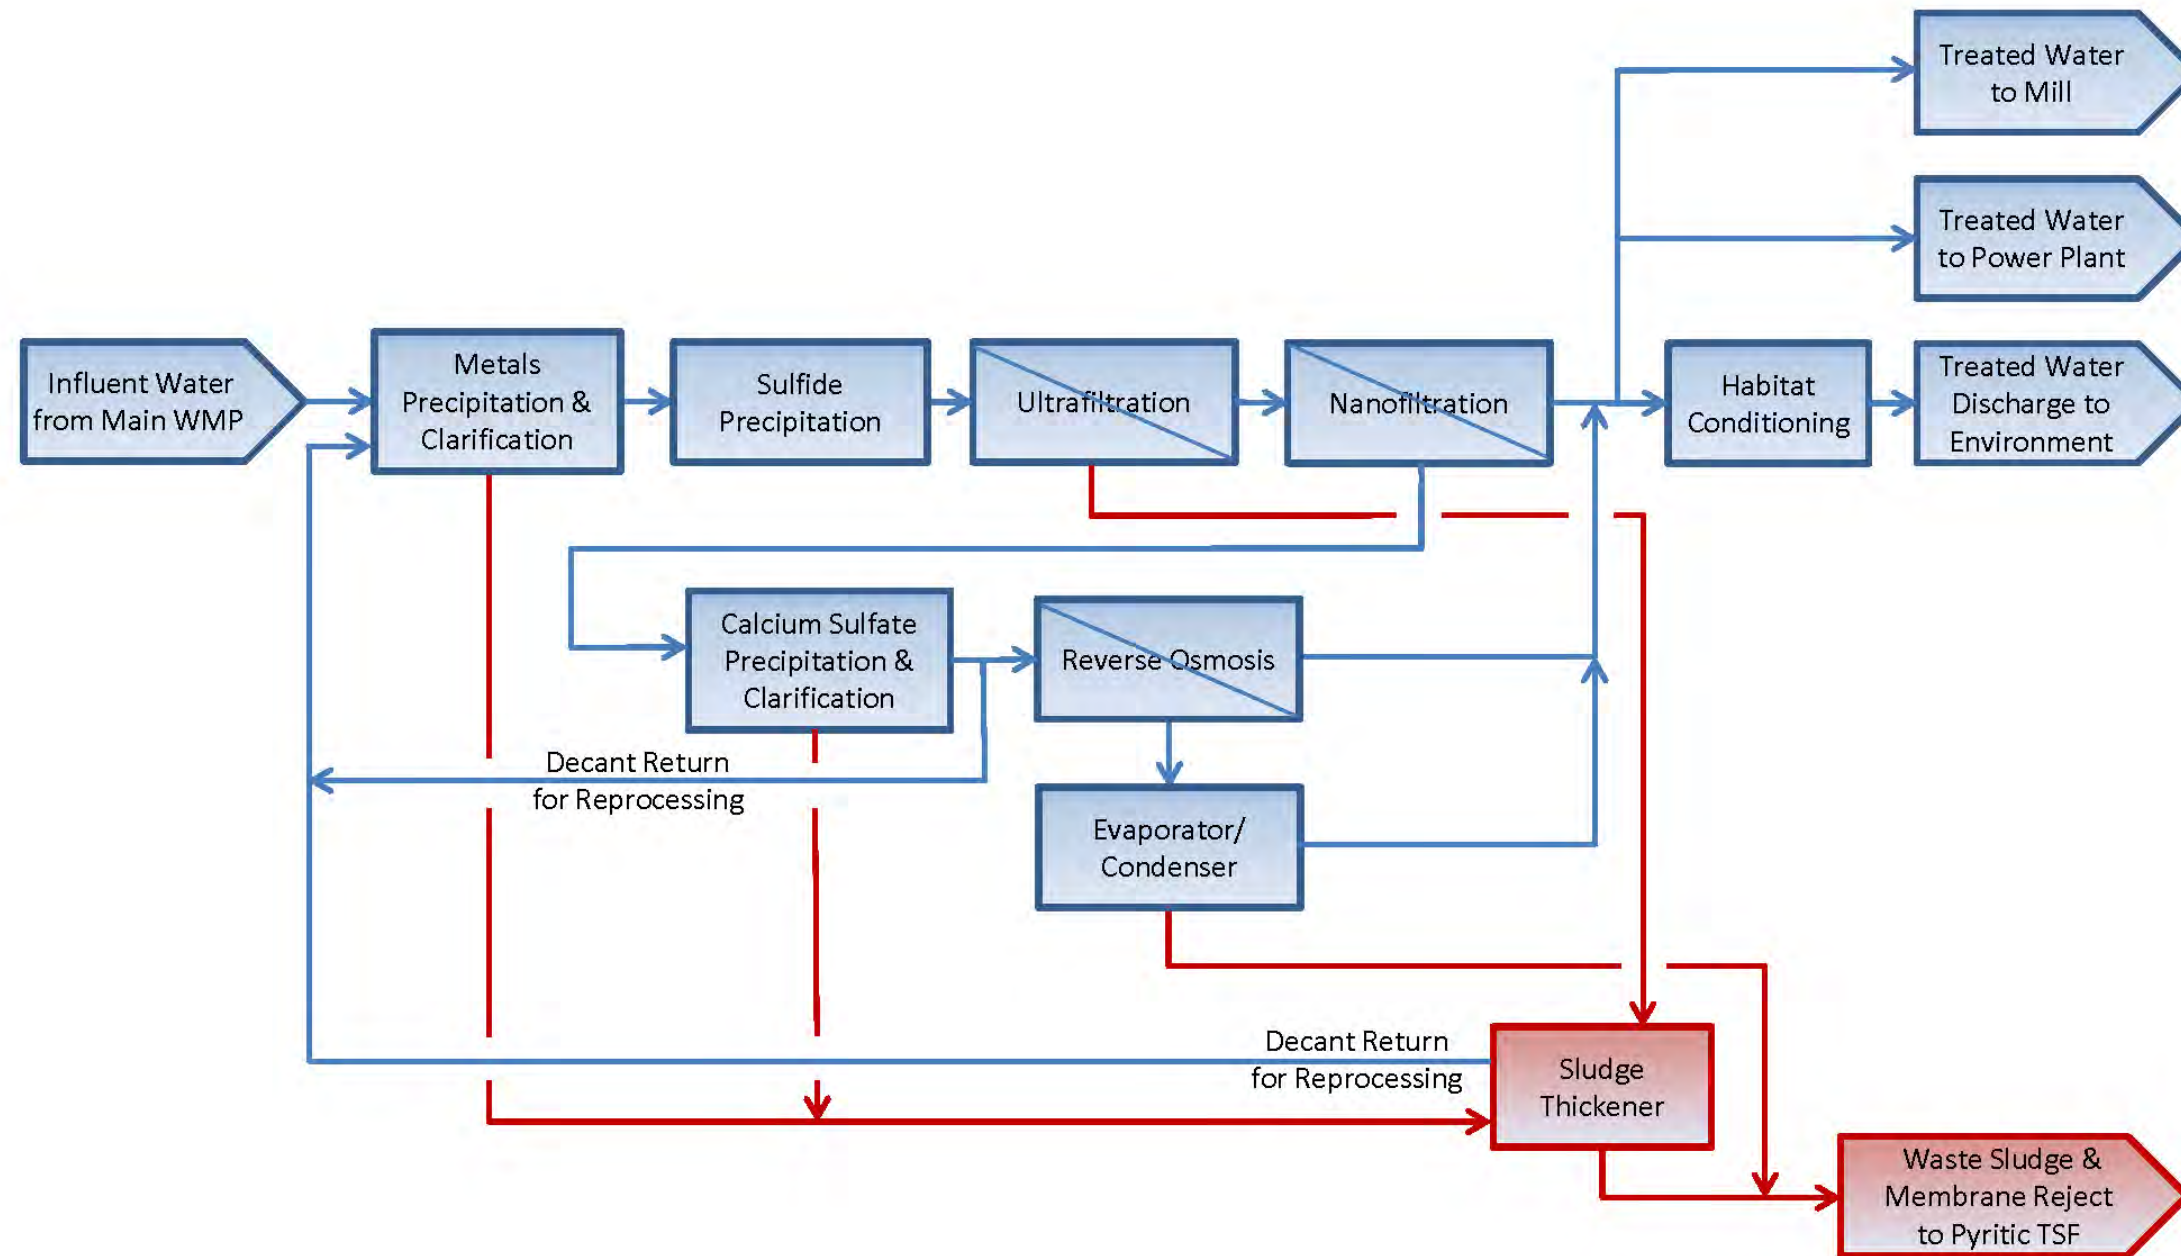 Treated Water
to Mill
Treated Water
to Power Plant
Influent Water
from Main WMP
Metals
Precipitation &
Clarification
Sulfide
Precipitation
Ultrafiltration
Nanofiltration
Habitat
Conditioning
Treated Water
Discharge to
Environment
Calcium Sulfate
Precipitation &
Clarification
Reverse Osmosis
Decant Return
for Reprocessing
Evaporator/
Condenser
Decant Return
for Reprocessing
Sludge
Thickener
Waste Sludge &
Membrane Reject
to Pyritic TSF